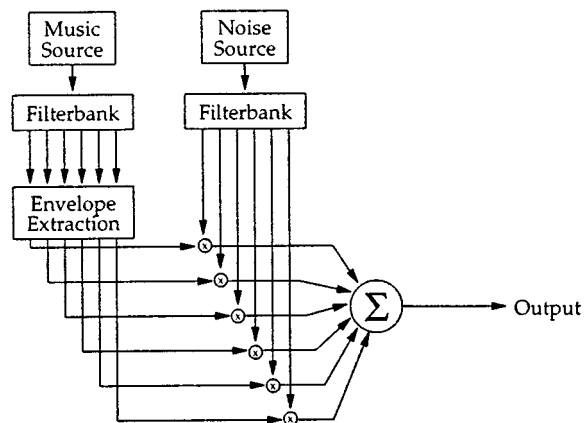 Music
Source
Noise
Source
Filterbank
Filterbank
Envelope
Extraction
x
x
x
x
x
x
Σ
Output